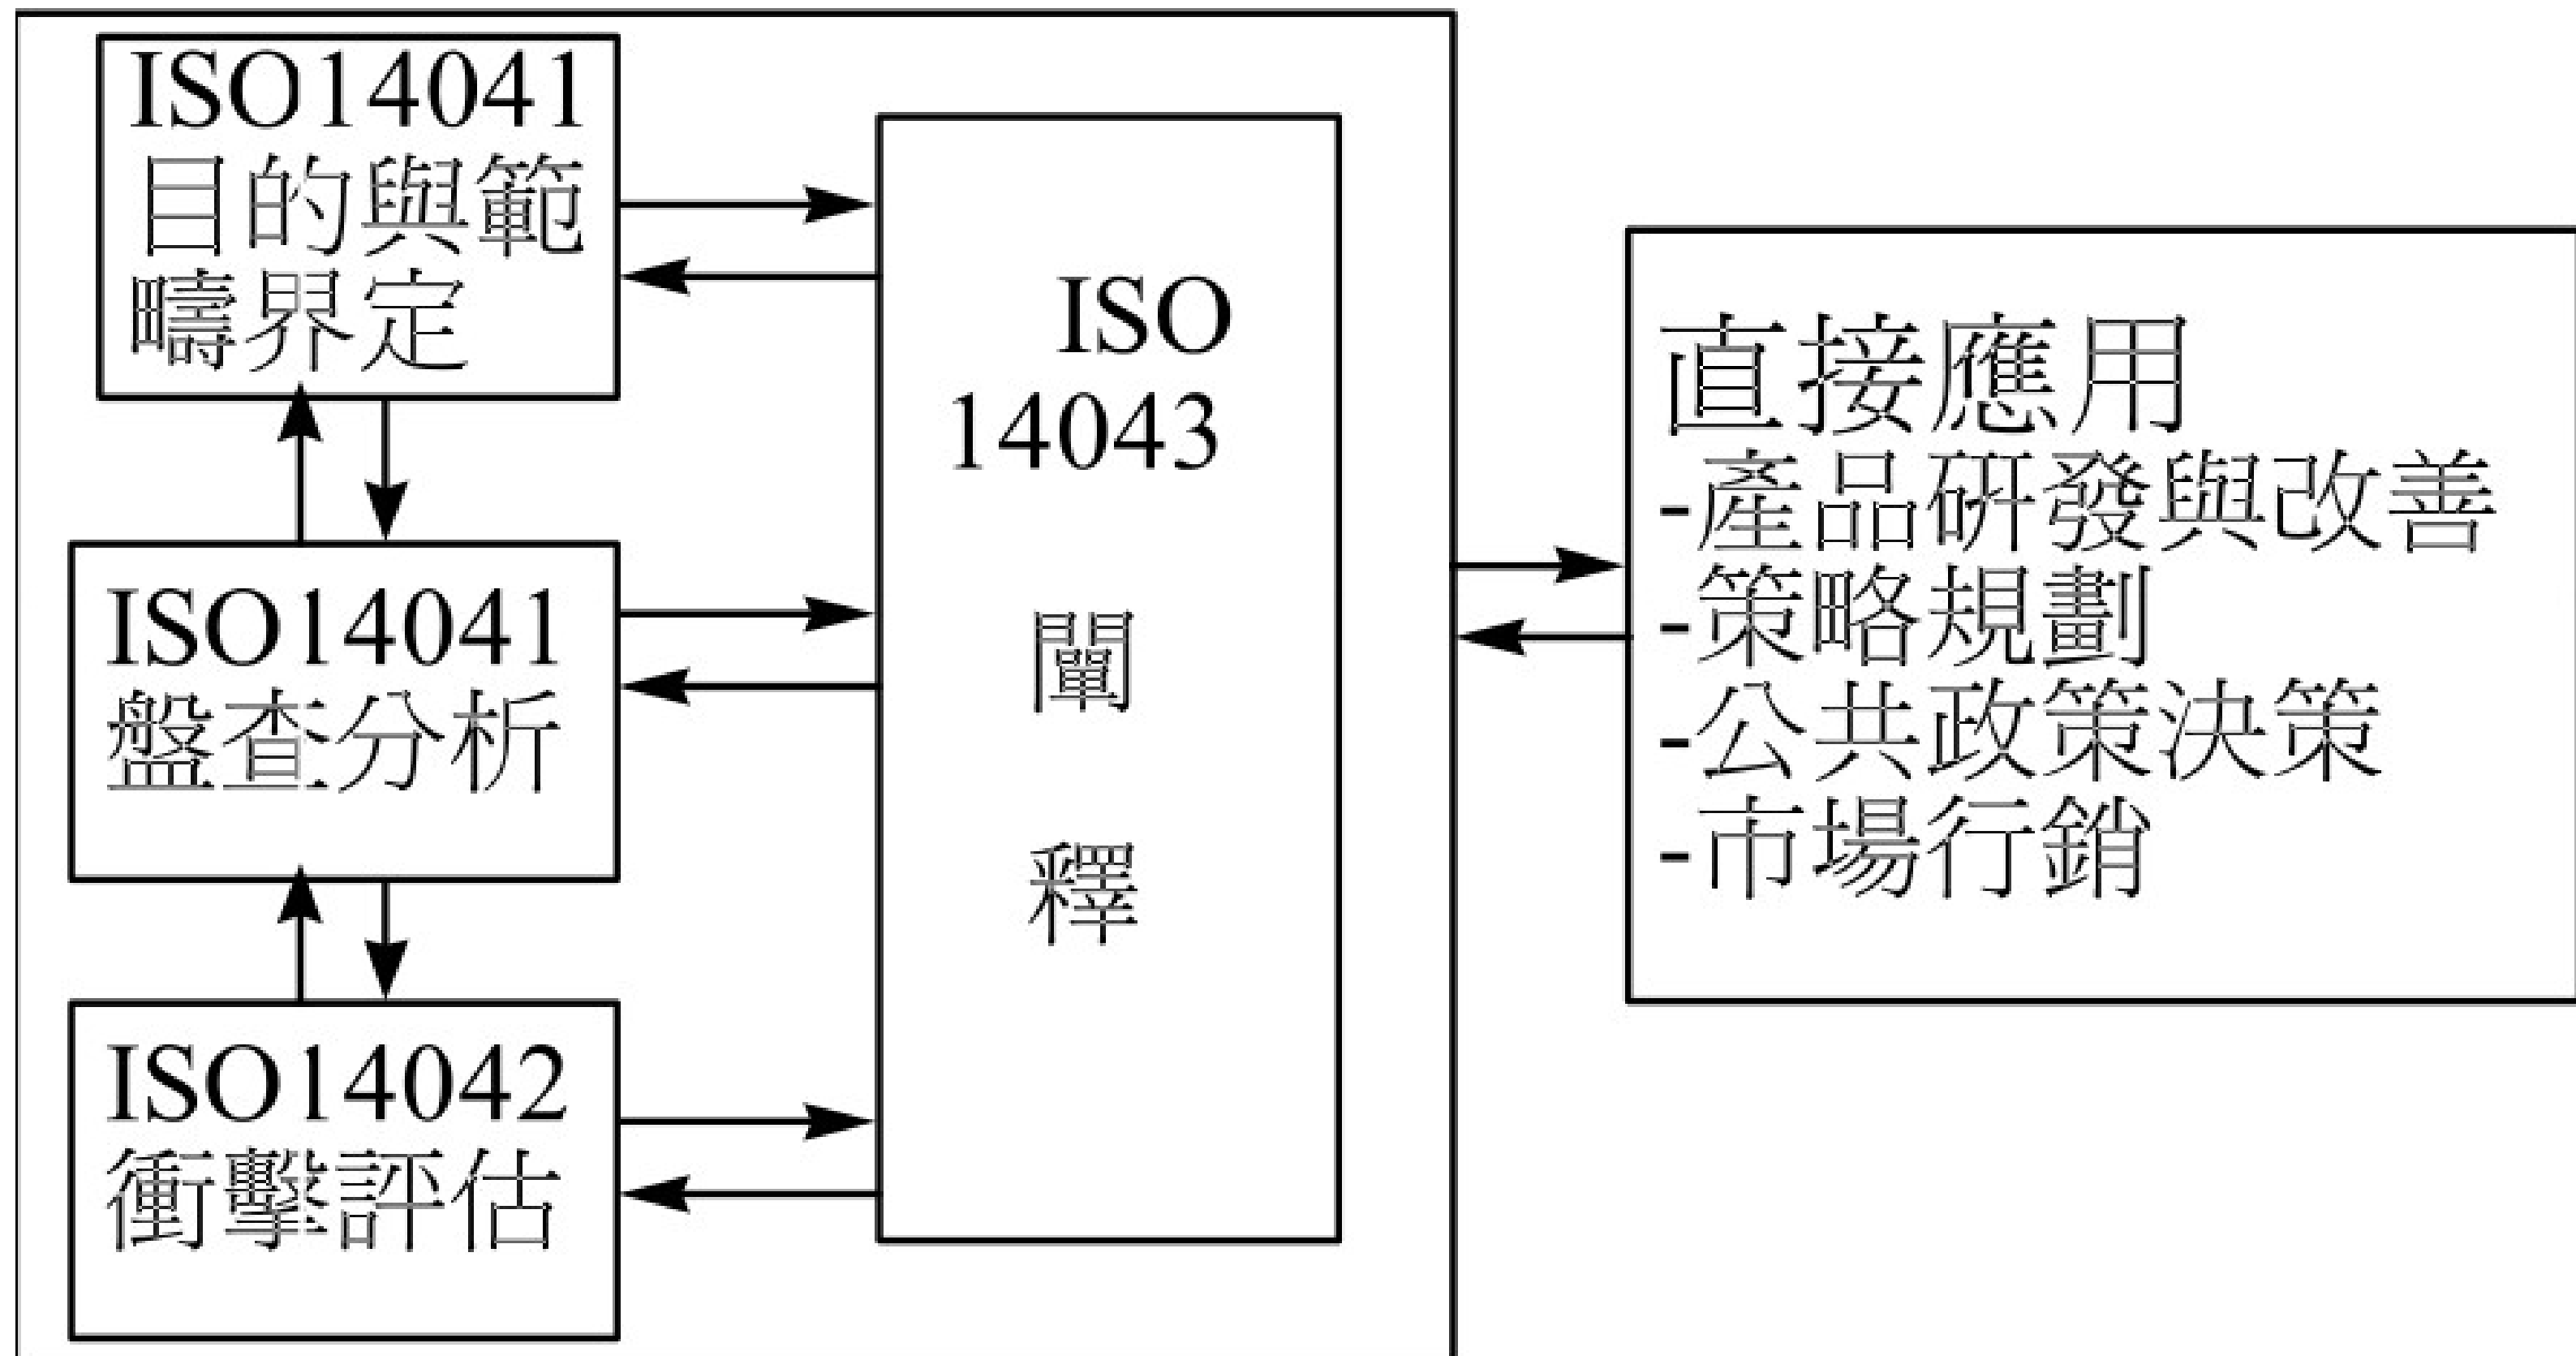 ISO14041
目的與範
疇界定
ISO14041
盤查分析
ISO14042
衝擊評估
ISO
14043
闡
釋
直接應用
-產品研發與改善
-策略規劃
-公共政策決策
-市場行銷